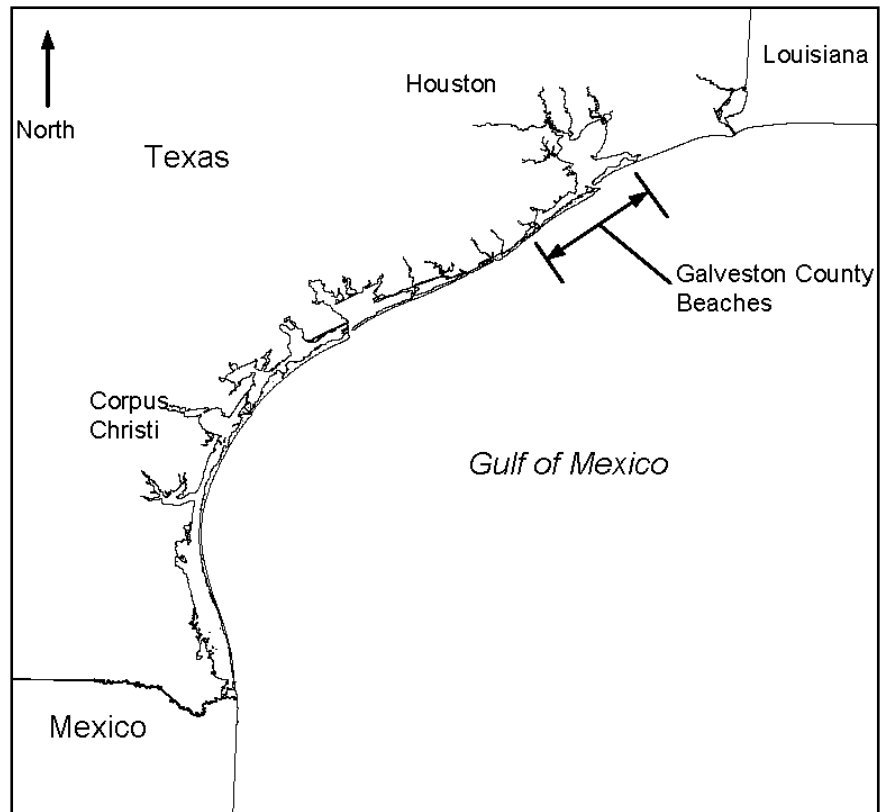 Louisiana
Houston
North
Texas
Galveston County
Beaches
Corpus
Christi
Gulf of Mexico
Mexico